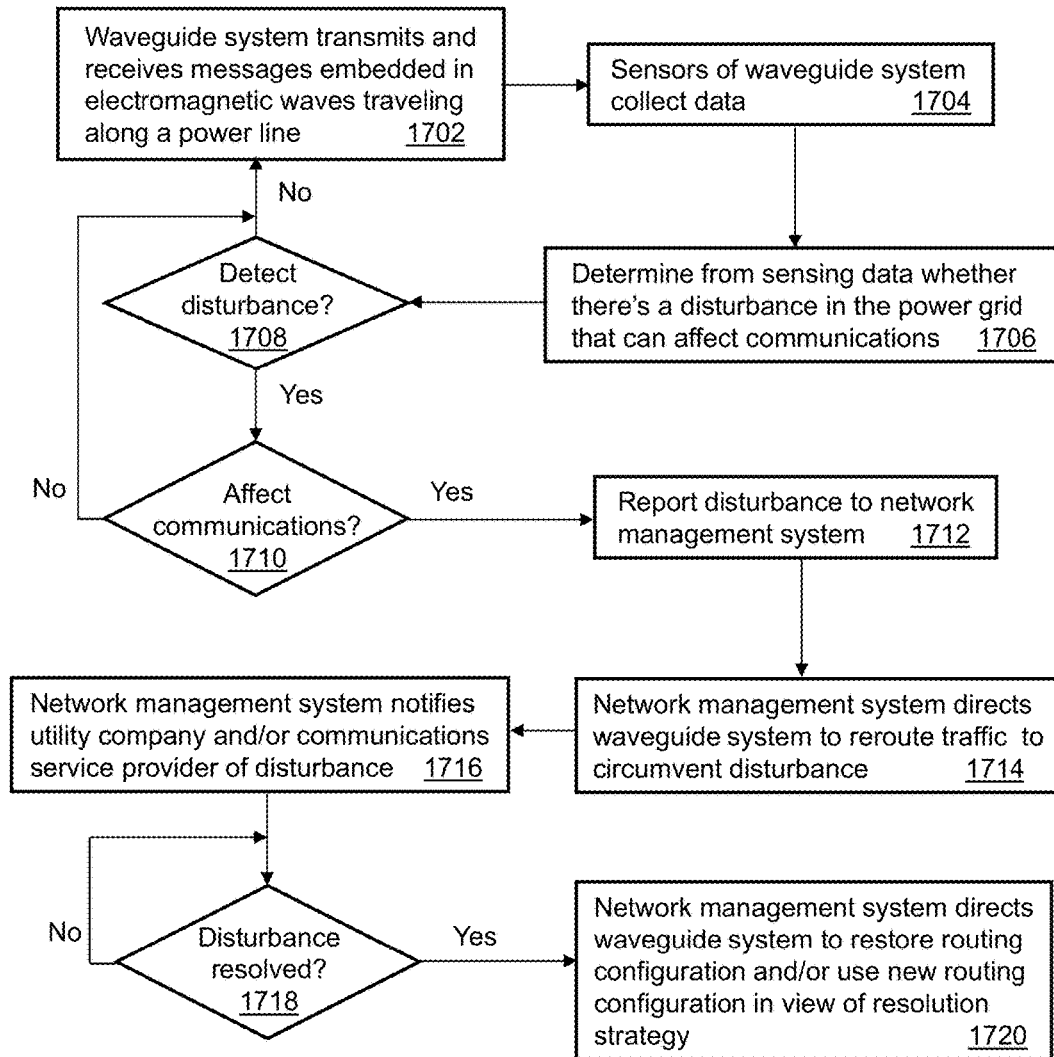 Waveguide system transmits and
receives messages embedded in
electromagnetic waves traveling
along a power line 1702
Sensors of waveguide system
collect data 1704
No
Detect
disturbance?
1708
Determine from sensing data whether
there's a disturbance in the power grid
that can affect communications 1706
Yes
No
Affect
communications?
1710
Yes
Report disturbance to network
management system 1712
Network management system notifies
utility company and/or communications
service provider of disturbance 1716
Network management system directs
waveguide system to reroute traffic to
circumvent disturbance 1714
No
Disturbance
resolved?
1718
Yes
Network management system directs
waveguide system to restore routing
configuration and/or use new routing
configuration in view of resolution
strategy 1720